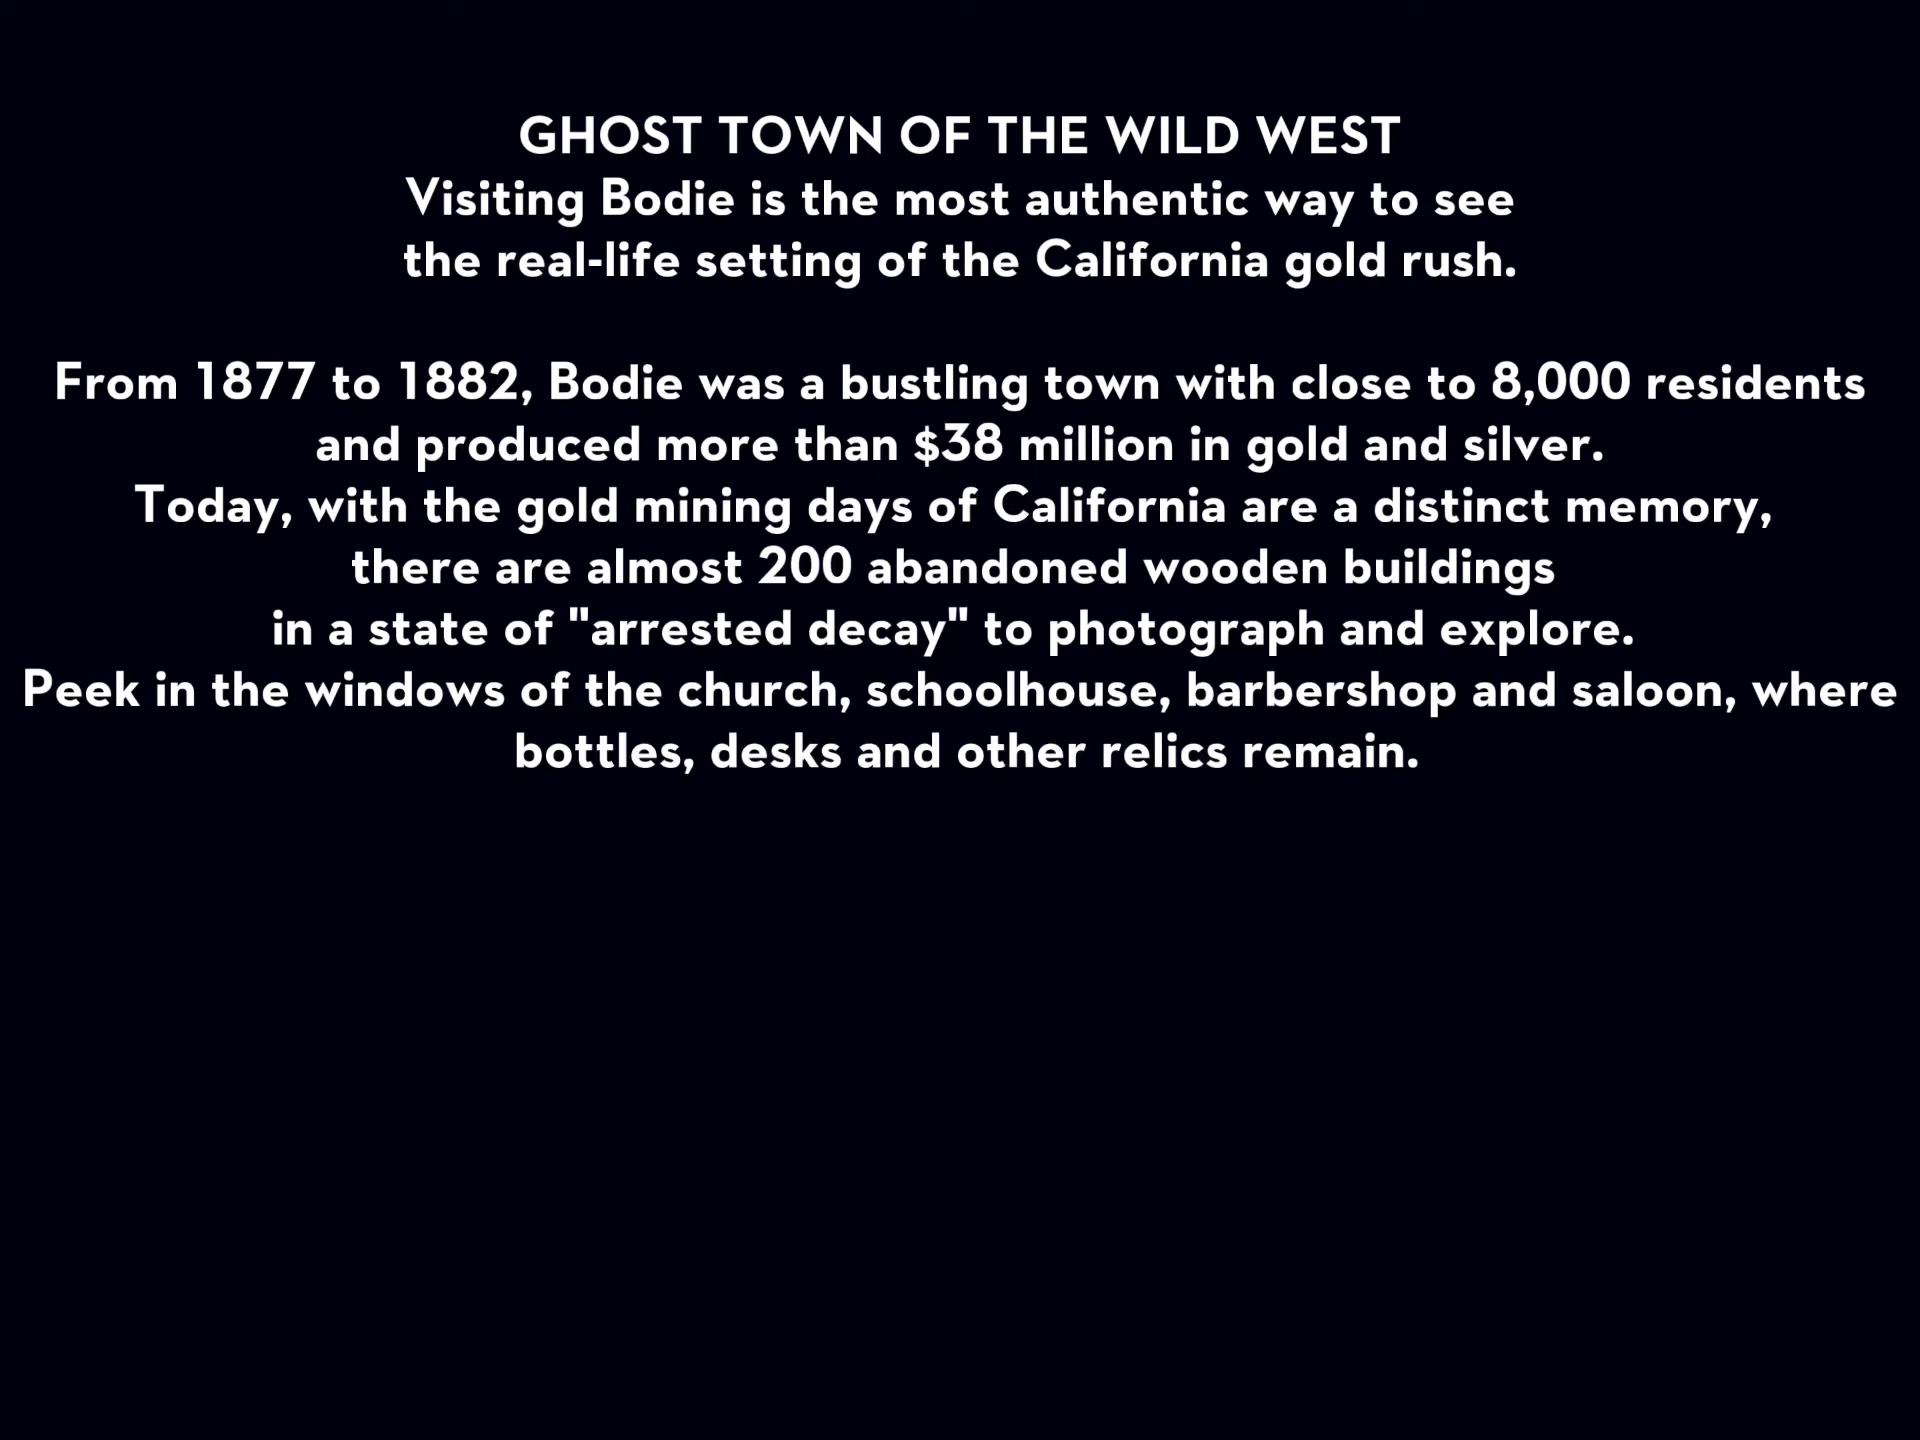 GHOST TOWN OF THE WILD WEST
Visiting Bodie is the most authentic way to see
the real-life setting of the California gold rush.
From 1877 to 1882, Bodie was a bustling town with close to 8,000 residents
and produced more than $38 million in gold and silver.
Today, with the gold mining days of California are a distinct memory,
there are almost 200 abandoned wooden buildings
in a state of "arrested decay" to photograph and explore.
Peek in the windows of the church, schoolhouse, barbershop and saloon, where
bottles, desks and other relics remain.